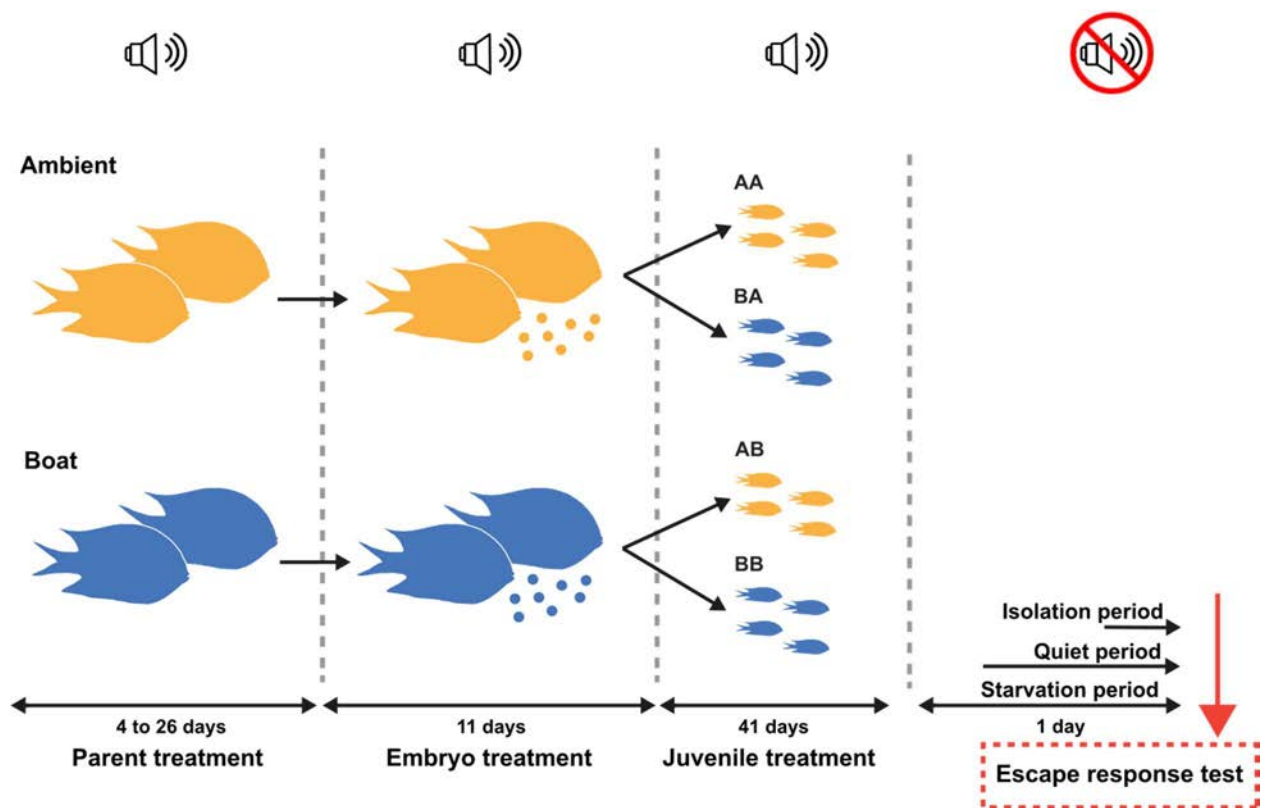 Ambient
AA
BA
Boat
AB
BB
Isolation period
Quiet period
Starvation period
4 to 26 days
11 days
41 days
1 day
Parent treatment
Embryo treatment
Juvenile treatment
Escape response test